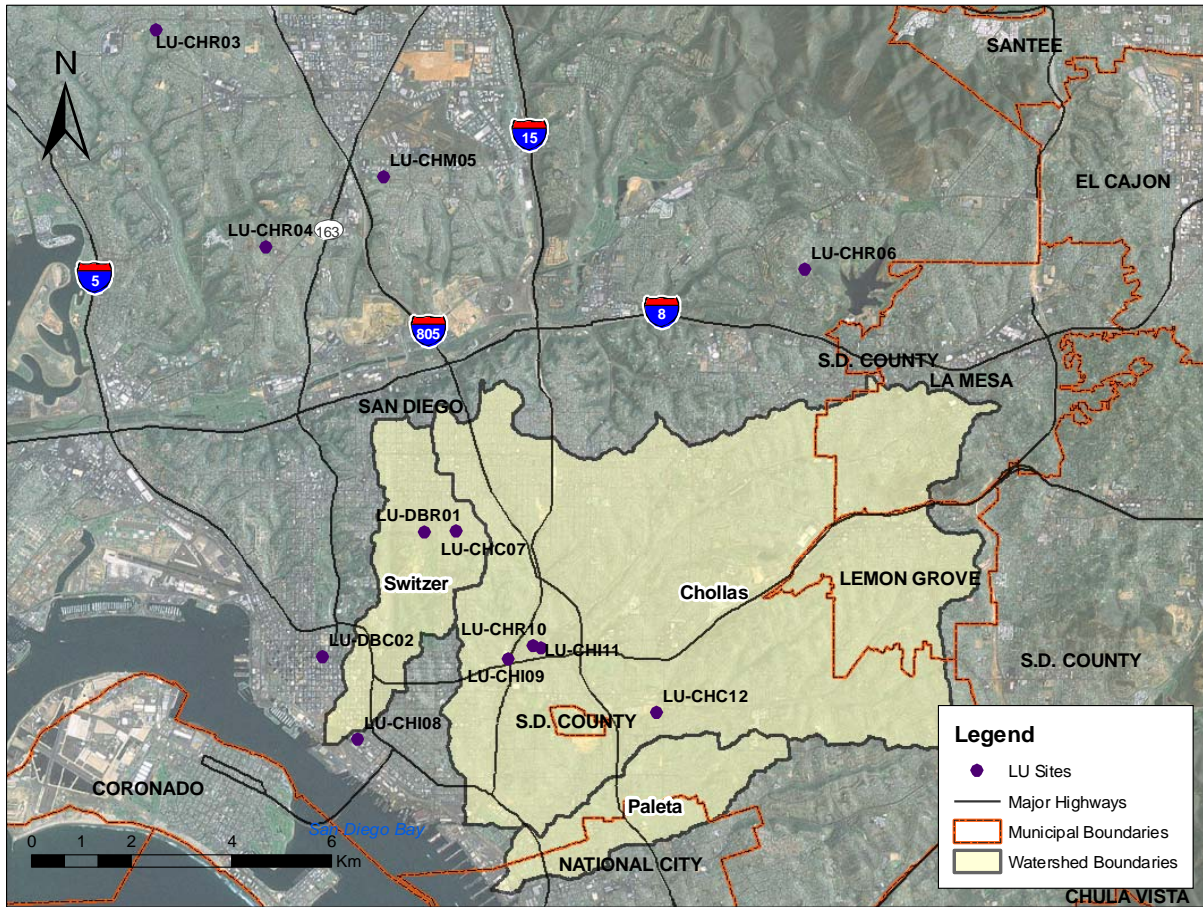 LU-CHR03
SANTEE
N
15
LU-CHM05
EL CAJON
LU-CHR04
163
LU-CHR06
5
8
805
S.D. COUNTY
LA MESA
SAN DIEGO
LU-DBR01
LU-CHC07
Switzer
Chollas
LEMON GROVE
LU-CHR10
LU-DBC02
LU-CHI11
S.D. COUNTY
LU-CHI09
LU-CHC12
LU-CHI08
S.D. COUNTY
Legend
LU Sites
Major Highways
Municipal Boundaries
Watershed Boundaries
CORONADO
Paleta
San Diego Bay
0 1 2 4 6
Km
NATIONAL CITY
CHULA VISTA